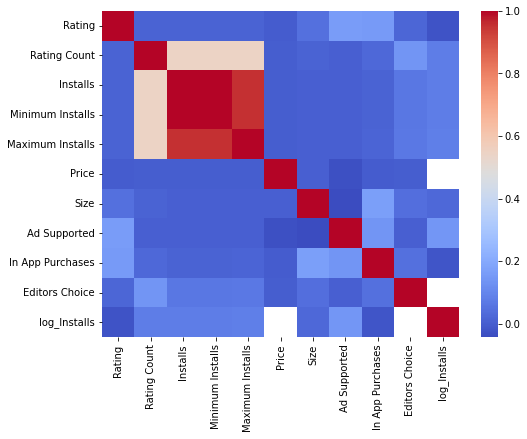 Rating
Rating Count
Installs
Minimum Installs
Maximum Installs
Price
Size
Ad Supported
In App Purchases
Editors Choice
log_Installs
Rating
Rating Count
Installs
Minimum Installs
Maximum Installs
Price
Size
Ad Supported
In App Purchases
Editors Choice
log_Installs
1.0
0.8
0.6
0.4
0.2
0.0